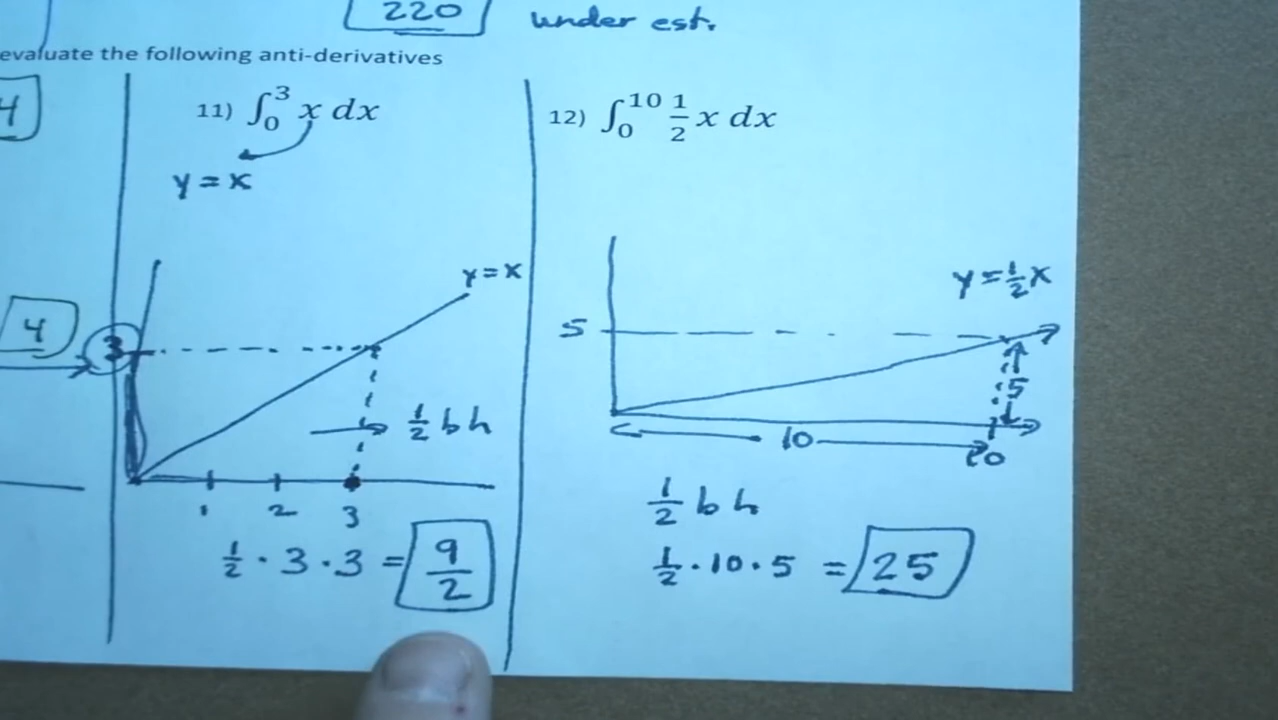 220 under est.
evaluate the following anti-derivatives
4
11) ∫₀³ x dx
y = x
y = x
4
3
½ b h
1 2 3
½ · 3 · 3 = 9/2
12) ∫₀¹⁰ ½ x dx
y = ½x
5
5
10
10
½ b h
½ · 10 · 5 = 25